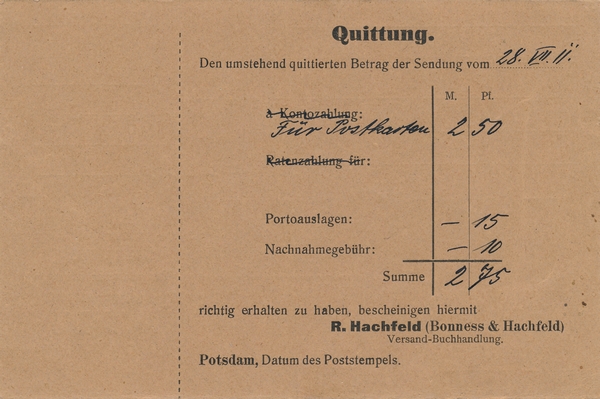 Quittung.
Den umstehend quittierten Betrag der Sendung vom 28. VII. 11.
M. Pf.
à Kontozahlung:
Für Postkarten 2 50
Ratenzahlung für:
Portoauslagen: — 15
Nachnahmegebühr: — 10
Summe 2 75
richtig erhalten zu haben, bescheinigen hiermit
R. Hachfeld (Bonness & Hachfeld)
Versand-Buchhandlung.
Potsdam, Datum des Poststempels.